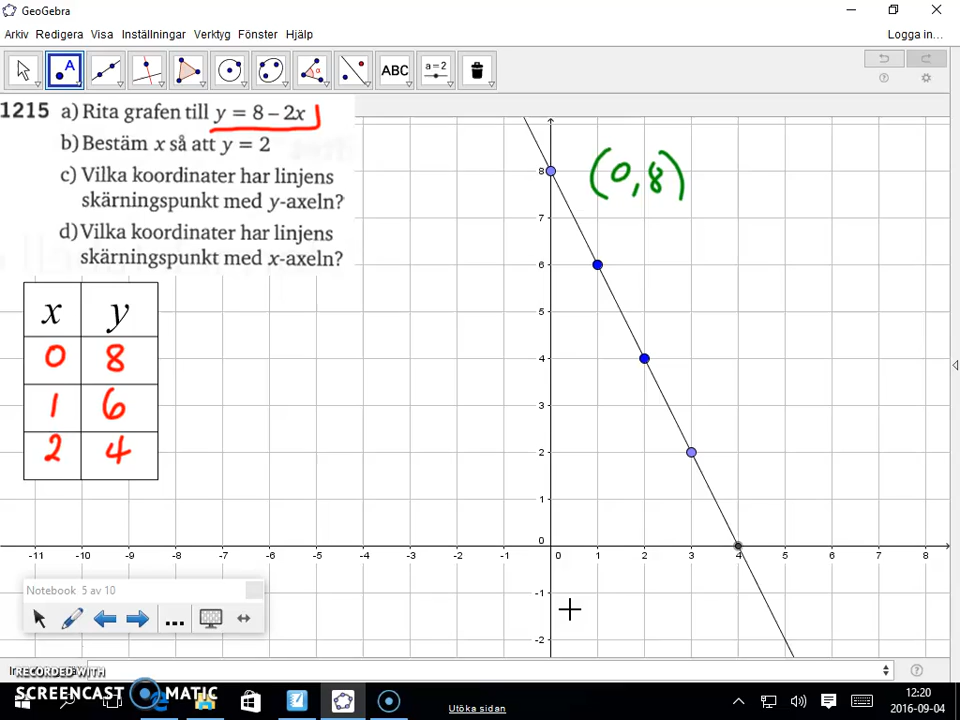 GeoGebra
Arkiv Redigera Visa Inställningar Verktyg Fönster Hjälp Logga in...
A ABC a = 2
1215 a) Rita grafen till y = 8 – 2x
b) Bestäm x så att y = 2
c) Vilka koordinater har linjens
skärningspunkt med y-axeln?
d) Vilka koordinater har linjens
skärningspunkt med x-axeln?
x y
0 8
1 6
2 4
(0,8)
8
7
6
5
4
3
2
1
0
-1
-2
-11 -10 -9 -8 -7 -6 -5 -4 -3 -2 -1 0 1 2 3 4 5 6 7 8
Notebook 5 av 10
RECORDED WITH
SCREENCAST MATIC
Utöka sidan
12:20
2016-09-04